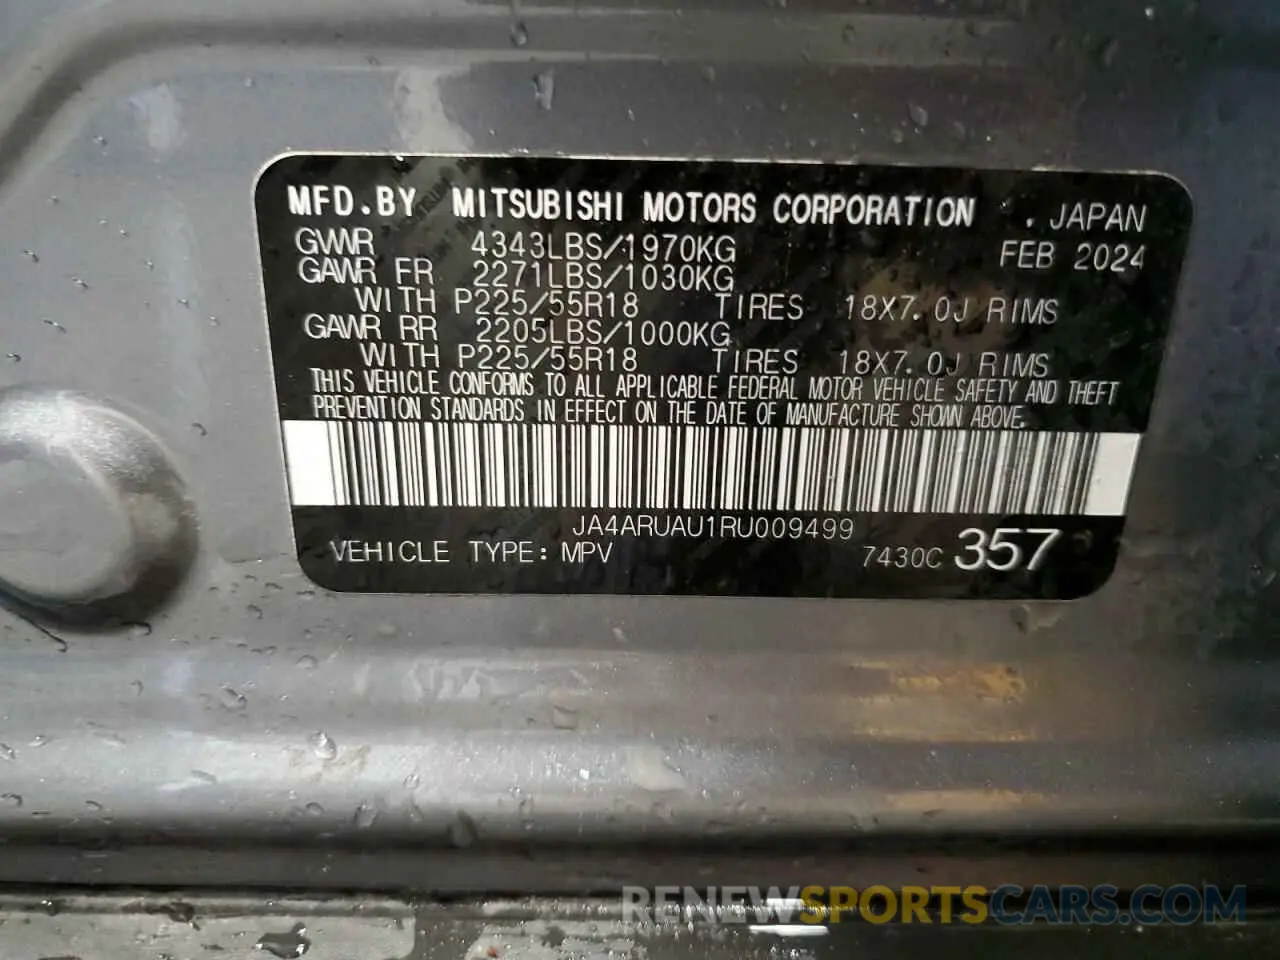 MFD.BY MITSUBISHI MOTORS CORPORATION . JAPAN
GVWR 4343LBS/1970KG FEB 2024
GAWR FR 2271LBS/1030KG
WITH P225/55R18 TIRES 18X7.0J RIMS
GAWR RR 2205LBS/1000KG
WITH P225/55R18 TIRES 18X7.0J RIMS
THIS VEHICLE CONFORMS TO ALL APPLICABLE FEDERAL MOTOR VEHICLE SAFETY AND THEFT
PREVENTION STANDARDS IN EFFECT ON THE DATE OF MANUFACTURE SHOWN ABOVE.
JA4ARUAU1RU009499
VEHICLE TYPE: MPV 7430C 357
RENEWSPORTSCARS.COM